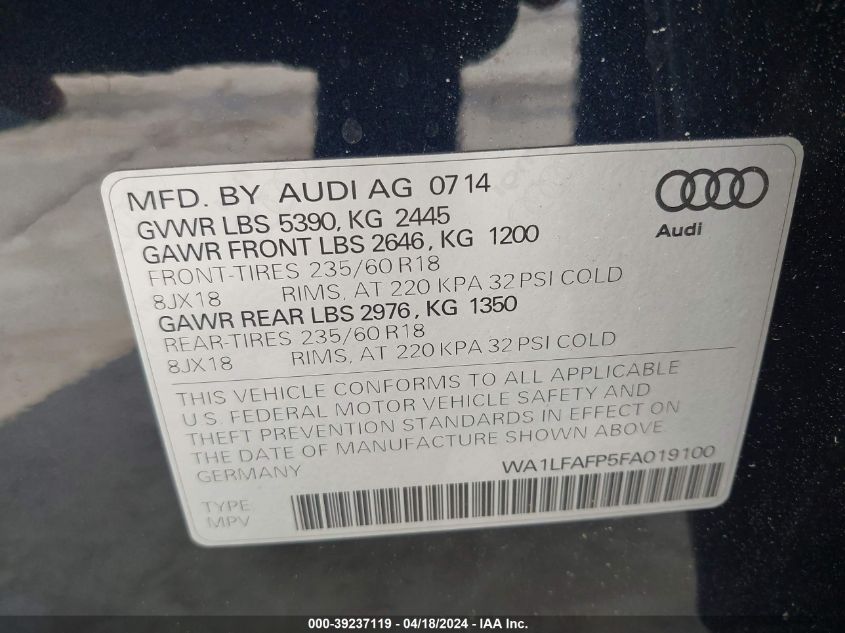 MFD. BY AUDI AG 0714
GVWR LBS 5390, KG 2445
GAWR FRONT LBS 2646, KG 1200
FRONT-TIRES 235/60 R18
8JX18 RIMS, AT 220 KPA 32 PSI COLD
GAWR REAR LBS 2976, KG 1350
REAR-TIRES 235/60 R18
8JX18 RIMS, AT 220 KPA 32 PSI COLD
Audi
THIS VEHICLE CONFORMS TO ALL APPLICABLE
U.S. FEDERAL MOTOR VEHICLE SAFETY AND
THEFT PREVENTION STANDARDS IN EFFECT ON
THE DATE OF MANUFACTURE SHOWN ABOVE
GERMANY WA1LFAFP5FA019100
TYPE:
MPV
000-39237119 - 04/18/2024 - IAA Inc.